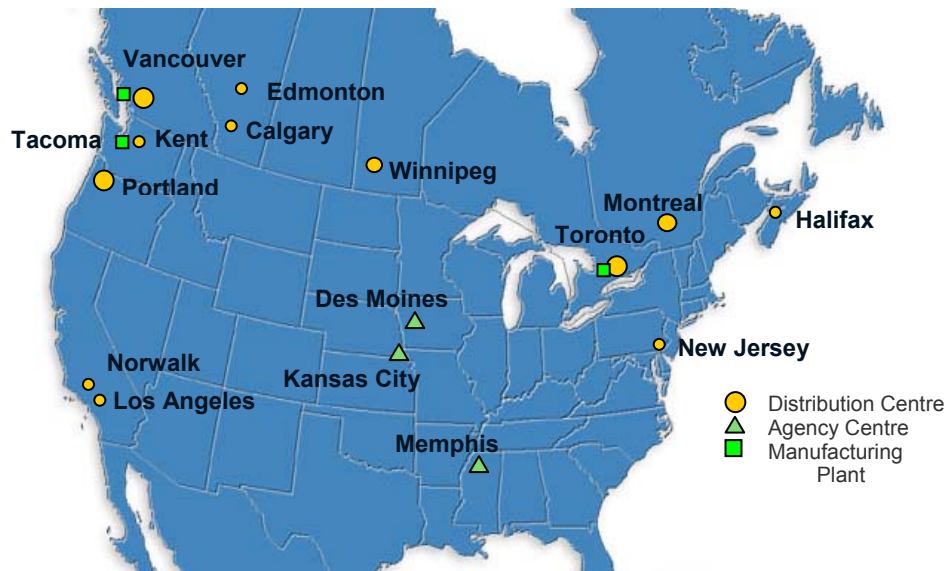 Vancouver
Edmonton
Tacoma
Kent
Calgary
Winnipeg
Portland
Montreal
Halifax
Toronto
Des Moines
New Jersey
Norwalk
Kansas City
Los Angeles
Distribution Centre
Agency Centre
Memphis
Manufacturing
Plant